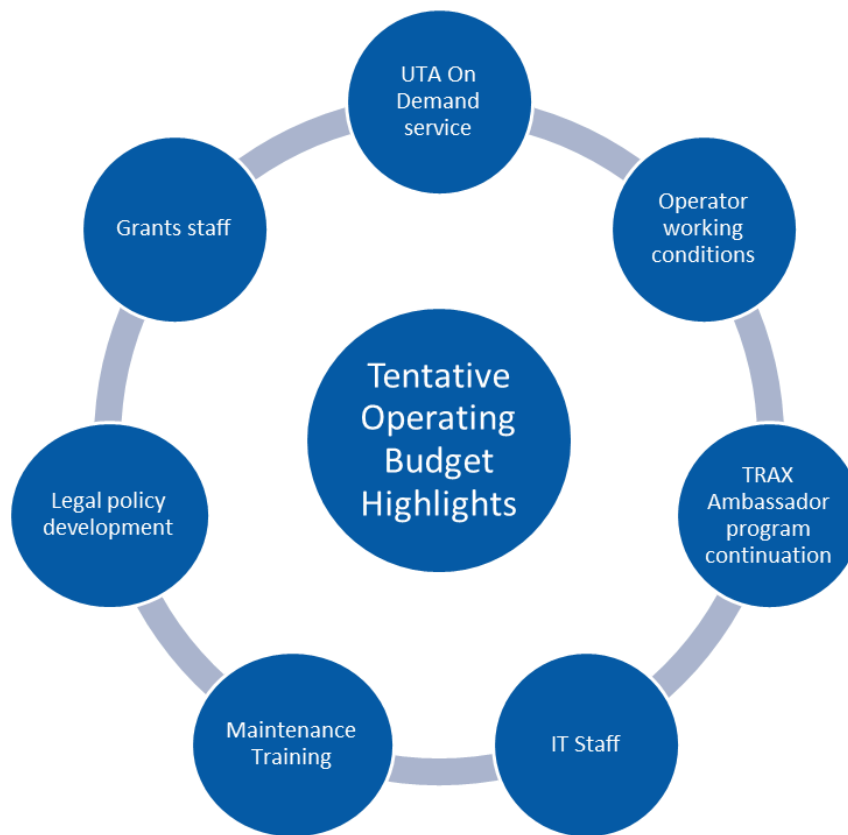 UTA On
Demand
service
Operator
working
conditions
TRAX
Ambassador
program
continuation
IT Staff
Maintenance
Training
Legal policy
development
Grants staff
Tentative
Operating
Budget
Highlights